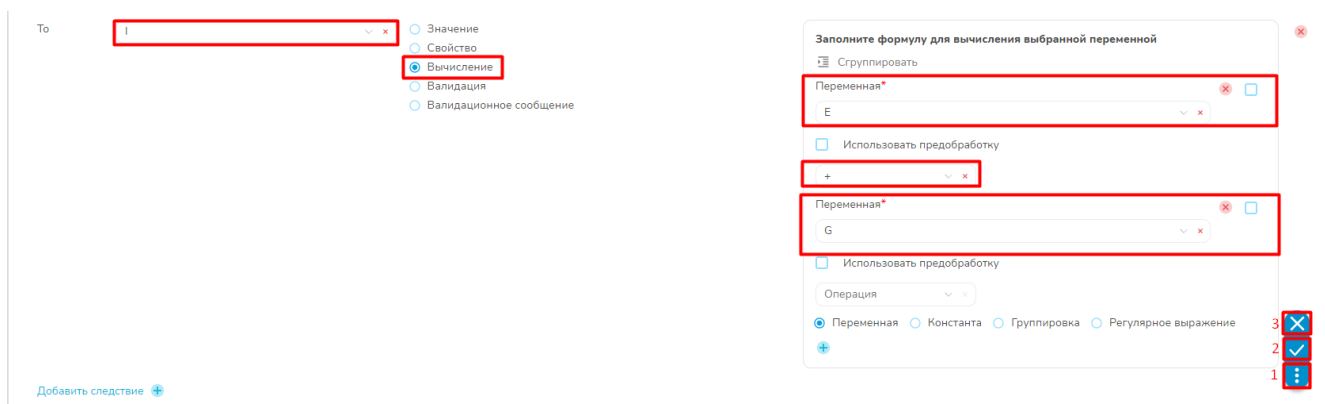 То
I
Значение
Свойство
Вычисление
Валидация
Валидационное сообщение
Заполните формулу для вычисления выбранной переменной
Сгруппировать
Переменная*
E
Использовать предобработку
+
Переменная*
G
Использовать предобработку
Операция
Переменная Константа Группировка Регулярное выражение
3
2
1
Добавить следствие